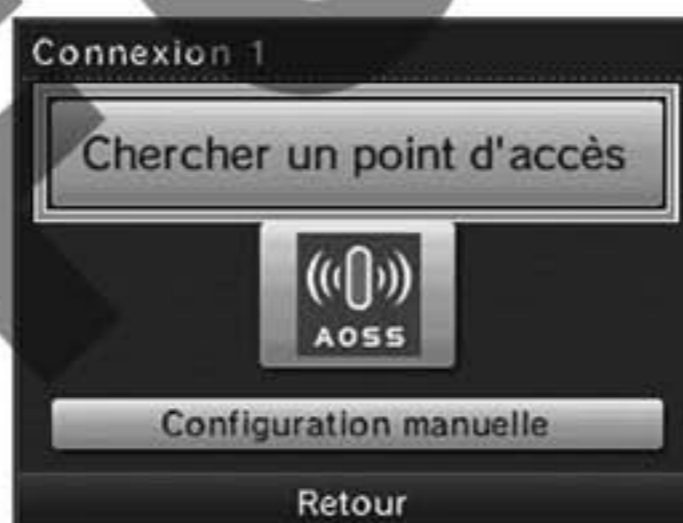 Connexion 1
Chercher un point d'accès
AOSS
Configuration manuelle
Retour